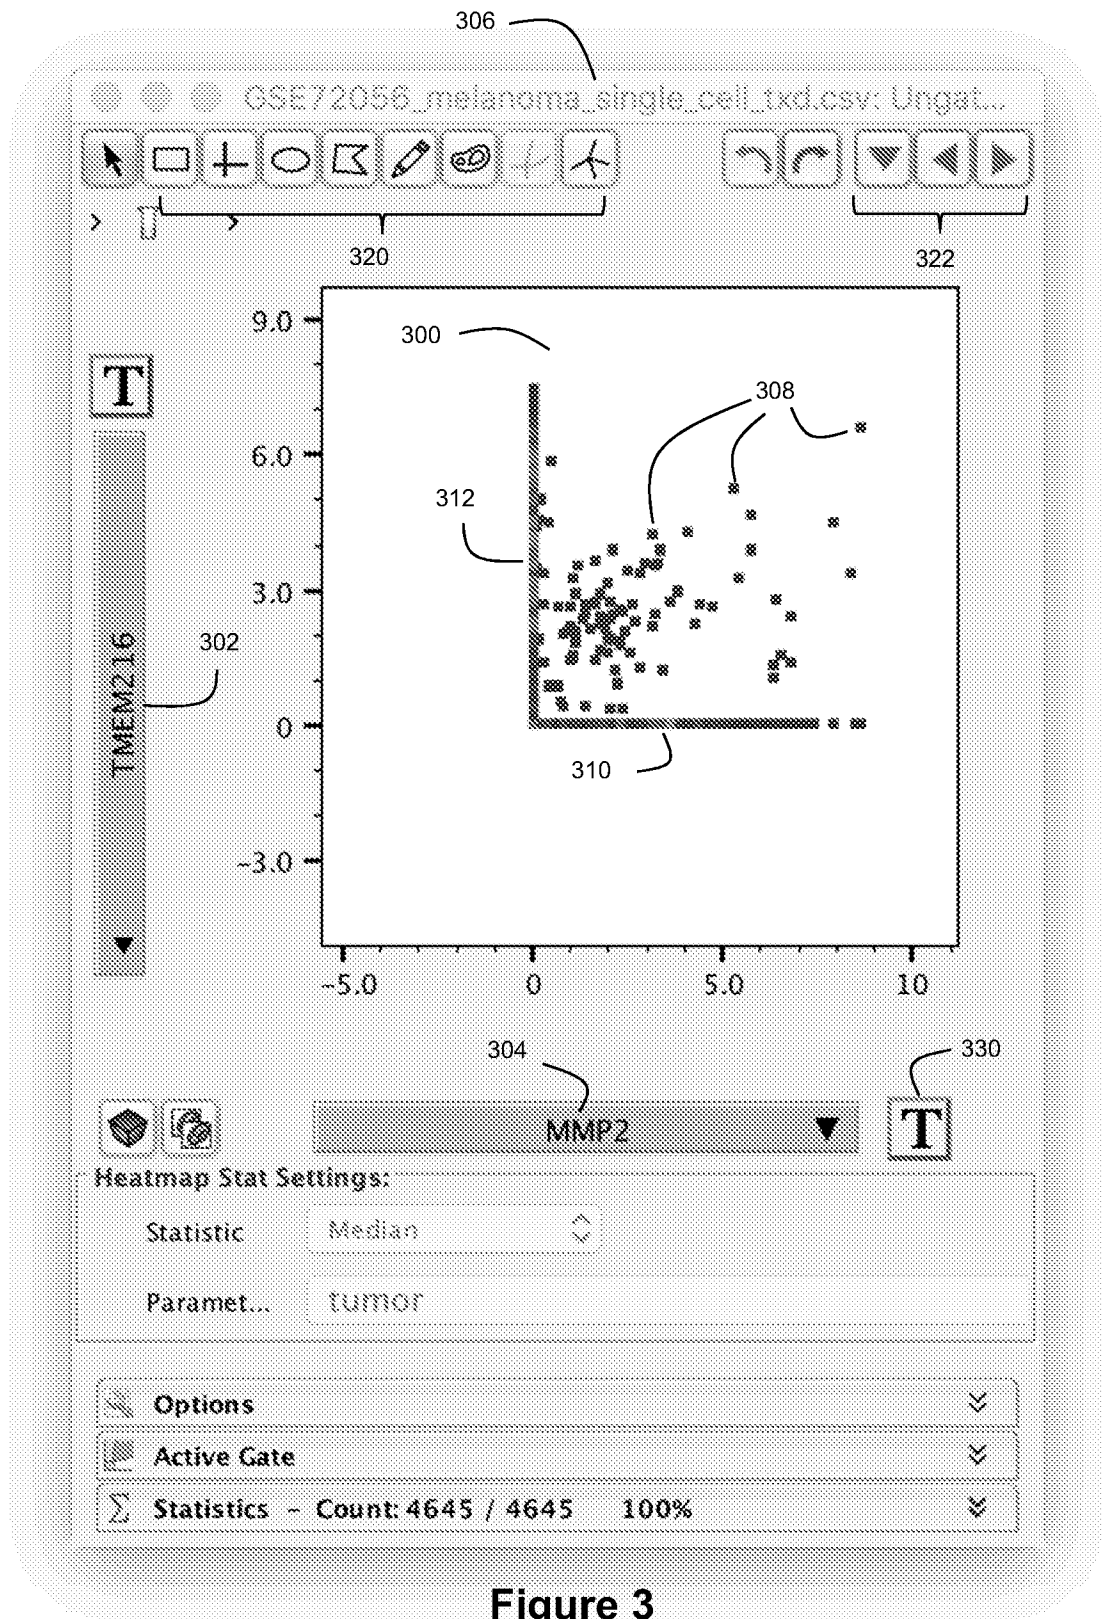 306
GSE72056_melanoma_single_cell_txd.csv: Ungat...
320
322
9.0
300
T
308
6.0
312
3.0
302
TMEM216
0
310
-3.0
-5.0 0 5.0 10
304
330
MMP2
T
Heatmap Stat Settings:
Statistic Median
Paramet... tumor
Options
Active Gate
Statistics - Count: 4645 / 4645 100%
Figure 3